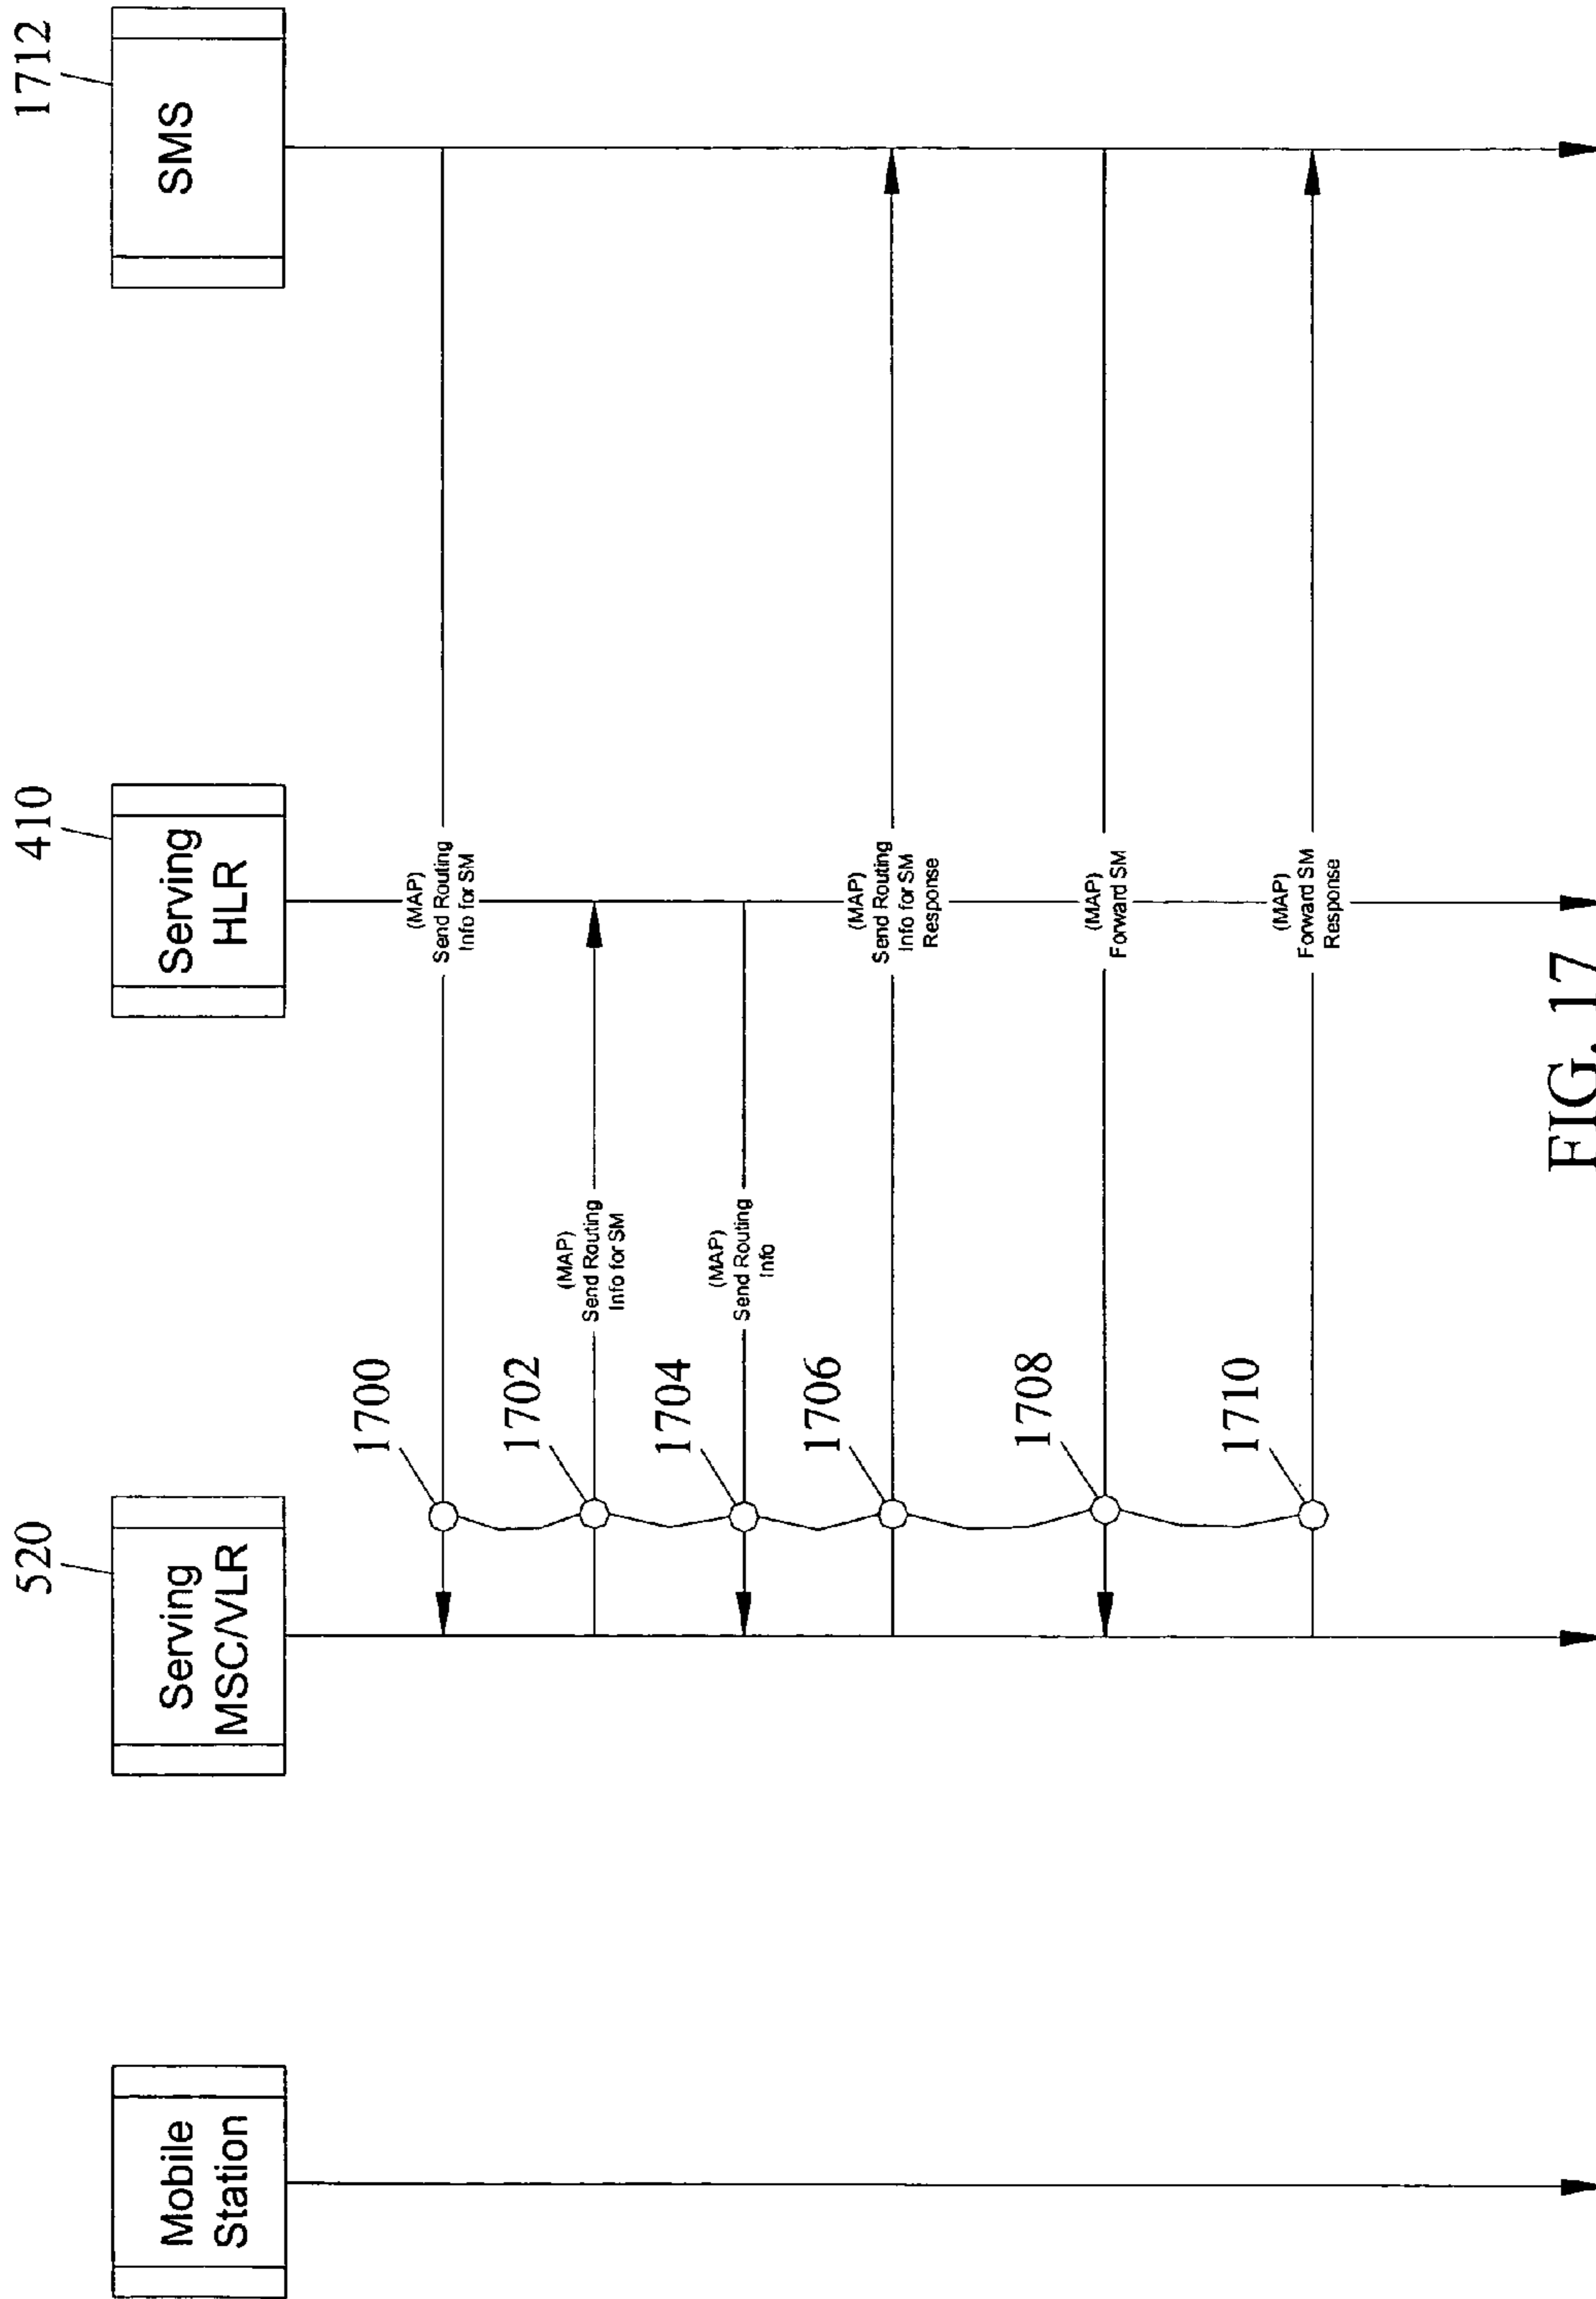 Mobile
Station
520
Serving
MSC/VLR
410
Serving
HLR
1712
SMS
1700
(MAP)
Send Routing
Info for SM
1702
(MAP)
Send Routing
Info for SM
1704
(MAP)
Send Routing
Info
1706
(MAP)
Send Routing
Info for SM
Response
1708
(MAP)
Forward SM
1710
(MAP)
Forward SM
Response
FIG. 17